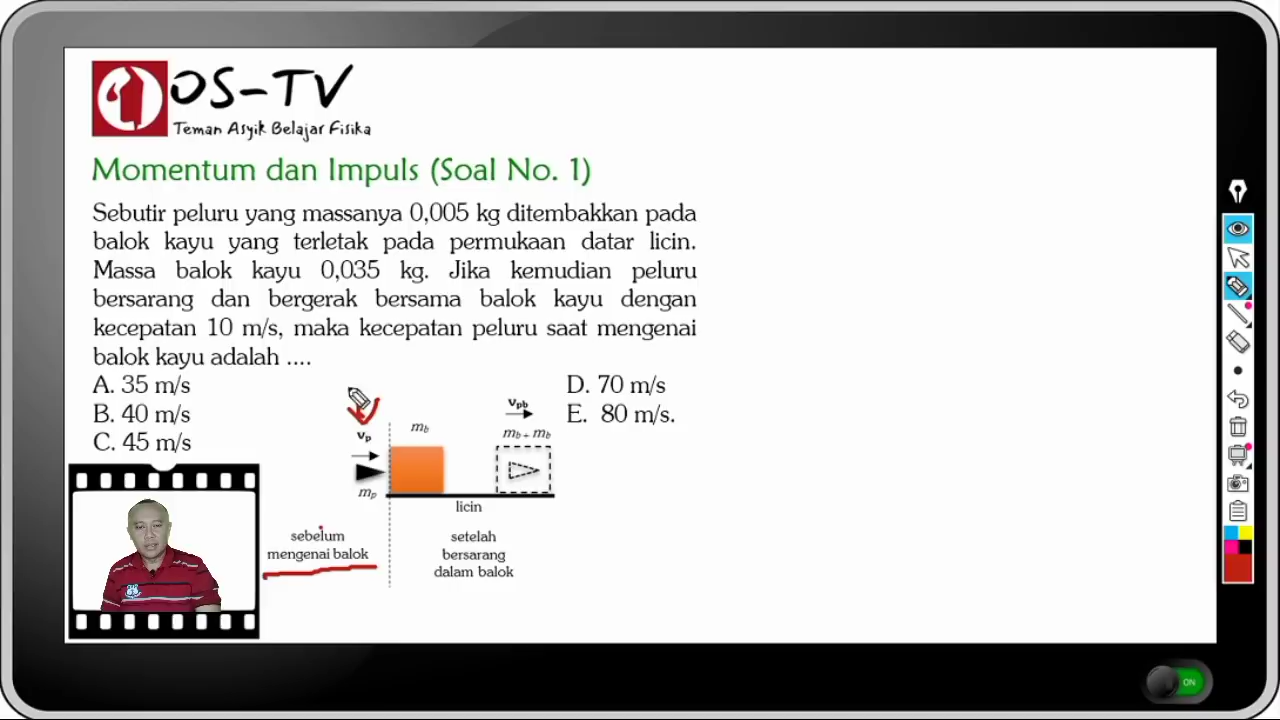 OS-TV
Teman Asyik Belajar Fisika
Momentum dan Impuls (Soal No. 1)
Sebutir peluru yang massanya 0,005 kg ditembakkan pada
balok kayu yang terletak pada permukaan datar licin.
Massa balok kayu 0,035 kg. Jika kemudian peluru
bersarang dan bergerak bersama balok kayu dengan
kecepatan 10 m/s, maka kecepatan peluru saat mengenai
balok kayu adalah ....
A. 35 m/s
B. 40 m/s
C. 45 m/s
D. 70 m/s
E. 80 m/s.
vp
mb
vpb
mb + mb
mp
licin
sebelum
mengenai balok
setelah
bersarang
dalam balok
ON